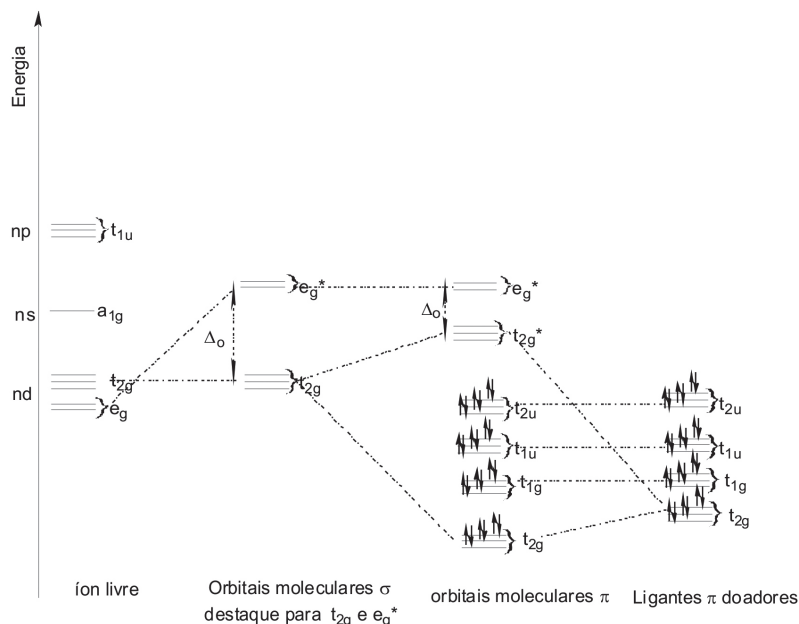 Energia
np
t1u
ns
a1g
nd
t2g
eg
eg*
Δo
t2g
eg*
Δo
t2g*
t2u
t1u
t1g
t2g
t2u
t1u
t1g
t2g
íon livre
Orbitais moleculares σ
destaque para t2g e eg*
orbitais moleculares π
Ligantes π doadores